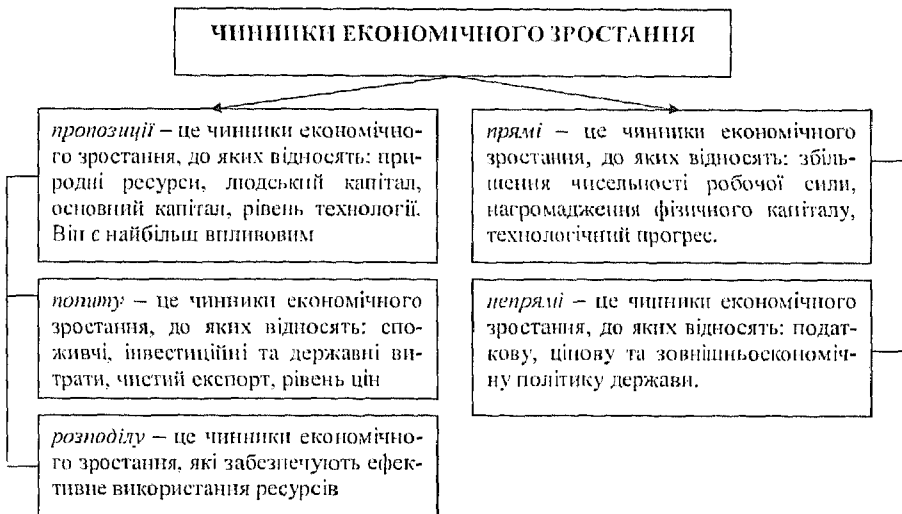 ЧИННИКИ ЕКОНОМІЧНОГО ЗРОСТАННЯ
пропозиції – це чинники економічно-
го зростання, до яких відносять: при-
родні ресурси, людський капітал,
основний капітал, рівень технології.
Він є найбільш впливовим
попиту – це чинники економічного
зростання, до яких відносять: спо-
живчі, інвестиційні та державні ви-
трати, чистий експорт, рівень цін
розподілу – це чинники економічно-
го зростання, які забезпечують ефек-
тивне використання ресурсів
прямі – це чинники економічного
зростання, до яких відносять: збіль-
шення чисельності робочої сили,
нагромадження фізичного капіталу,
технологічний прогрес.
непрямі – це чинники економічного
зростання, до яких відносять: подат-
кову, цінову та зовнішньоекономіч-
ну політику держави.